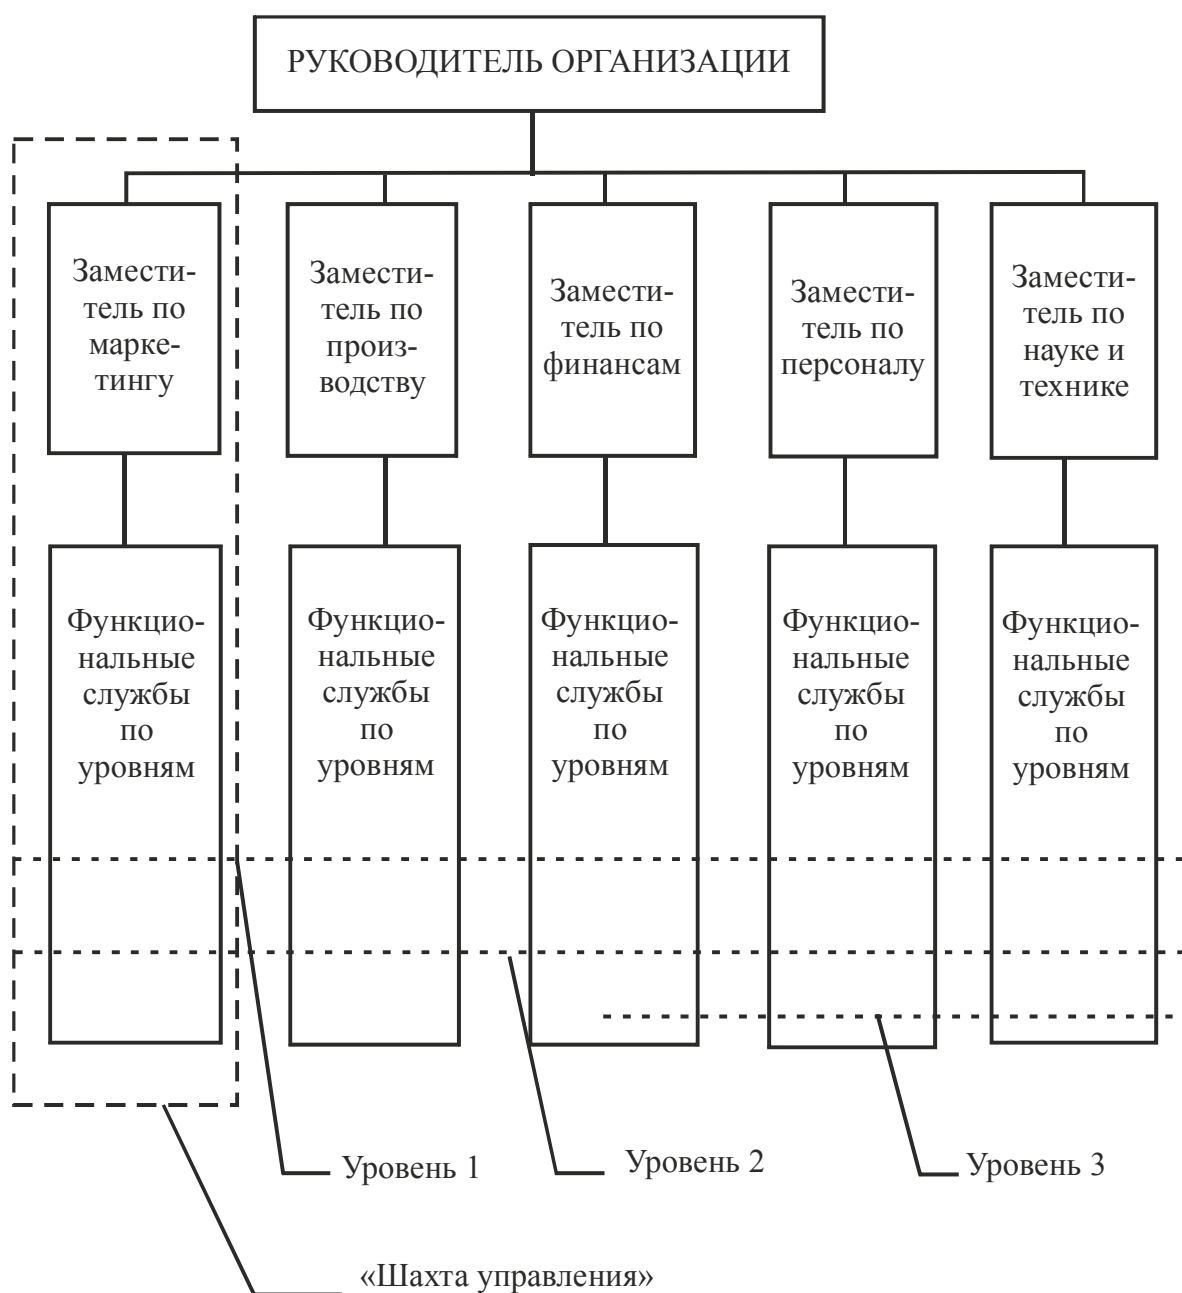 РУКОВОДИТЕЛЬ ОРГАНИЗАЦИИ
Замести-
тель по
марке-
тингу
Замести-
тель по
произ-
водству
Замести-
тель по
финансам
Замести-
тель по
персоналу
Замести-
тель по
науке и
технике
Функцио-
нальные
службы
по
уровням
Функцио-
нальные
службы
по
уровням
Функцио-
нальные
службы
по
уровням
Функцио-
нальные
службы
по
уровням
Функцио-
нальные
службы
по
уровням
Уровень 1
Уровень 2
Уровень 3
«Шахта управления»